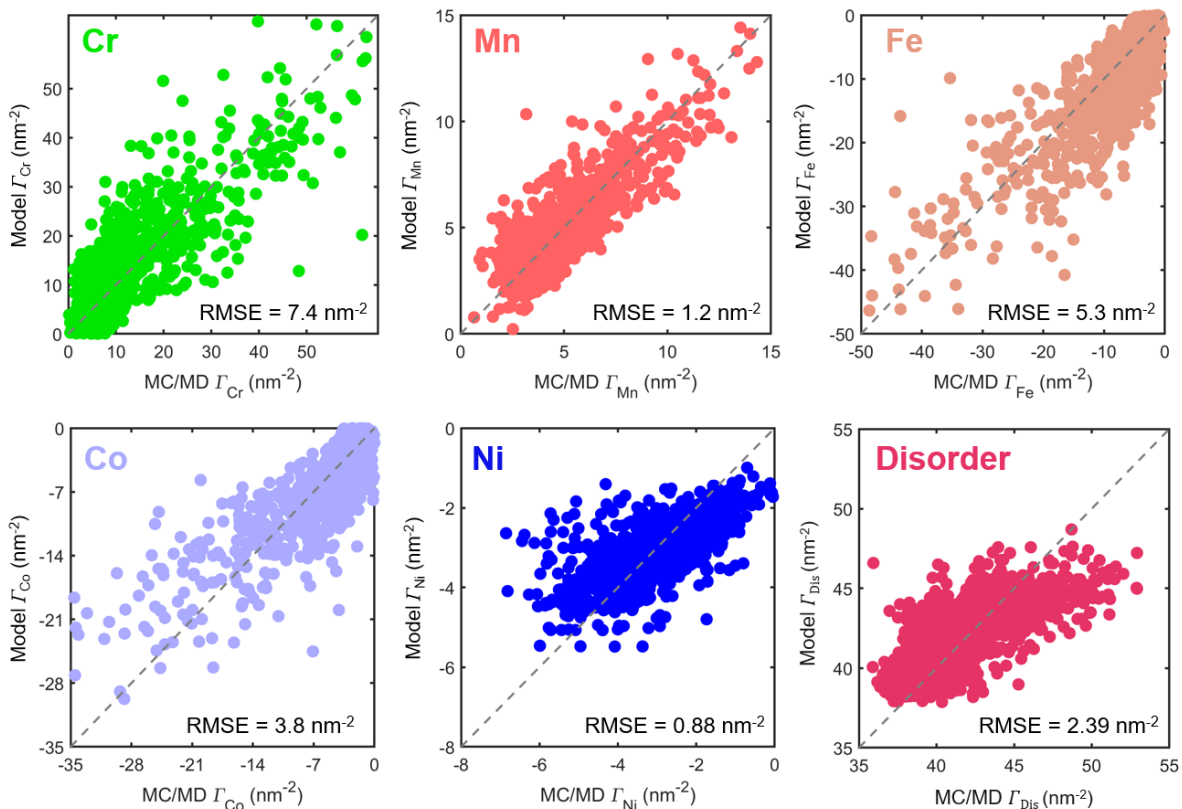 Cr
Model Γ_Cr (nm⁻²)
50
40
30
20
10
0
0 10 20 30 40 50
RMSE = 7.4 nm⁻²
MC/MD Γ_Cr (nm⁻²)
Mn
Model Γ_Mn (nm⁻²)
15
10
5
0
0 5 10 15
RMSE = 1.2 nm⁻²
MC/MD Γ_Mn (nm⁻²)
Fe
Model Γ_Fe (nm⁻²)
0
-10
-20
-30
-40
-50
-50 -40 -30 -20 -10 0
RMSE = 5.3 nm⁻²
MC/MD Γ_Fe (nm⁻²)
Co
Model Γ_Co (nm⁻²)
0
-7
-14
-21
-28
-35
-35 -28 -21 -14 -7 0
RMSE = 3.8 nm⁻²
MC/MD Γ_Co (nm⁻²)
Ni
Model Γ_Ni (nm⁻²)
0
-2
-4
-6
-8
-8 -6 -4 -2 0
RMSE = 0.88 nm⁻²
MC/MD Γ_Ni (nm⁻²)
Disorder
Model Γ_Dis (nm⁻²)
55
50
45
40
35
35 40 45 50 55
RMSE = 2.39 nm⁻²
MC/MD Γ_Dis (nm⁻²)